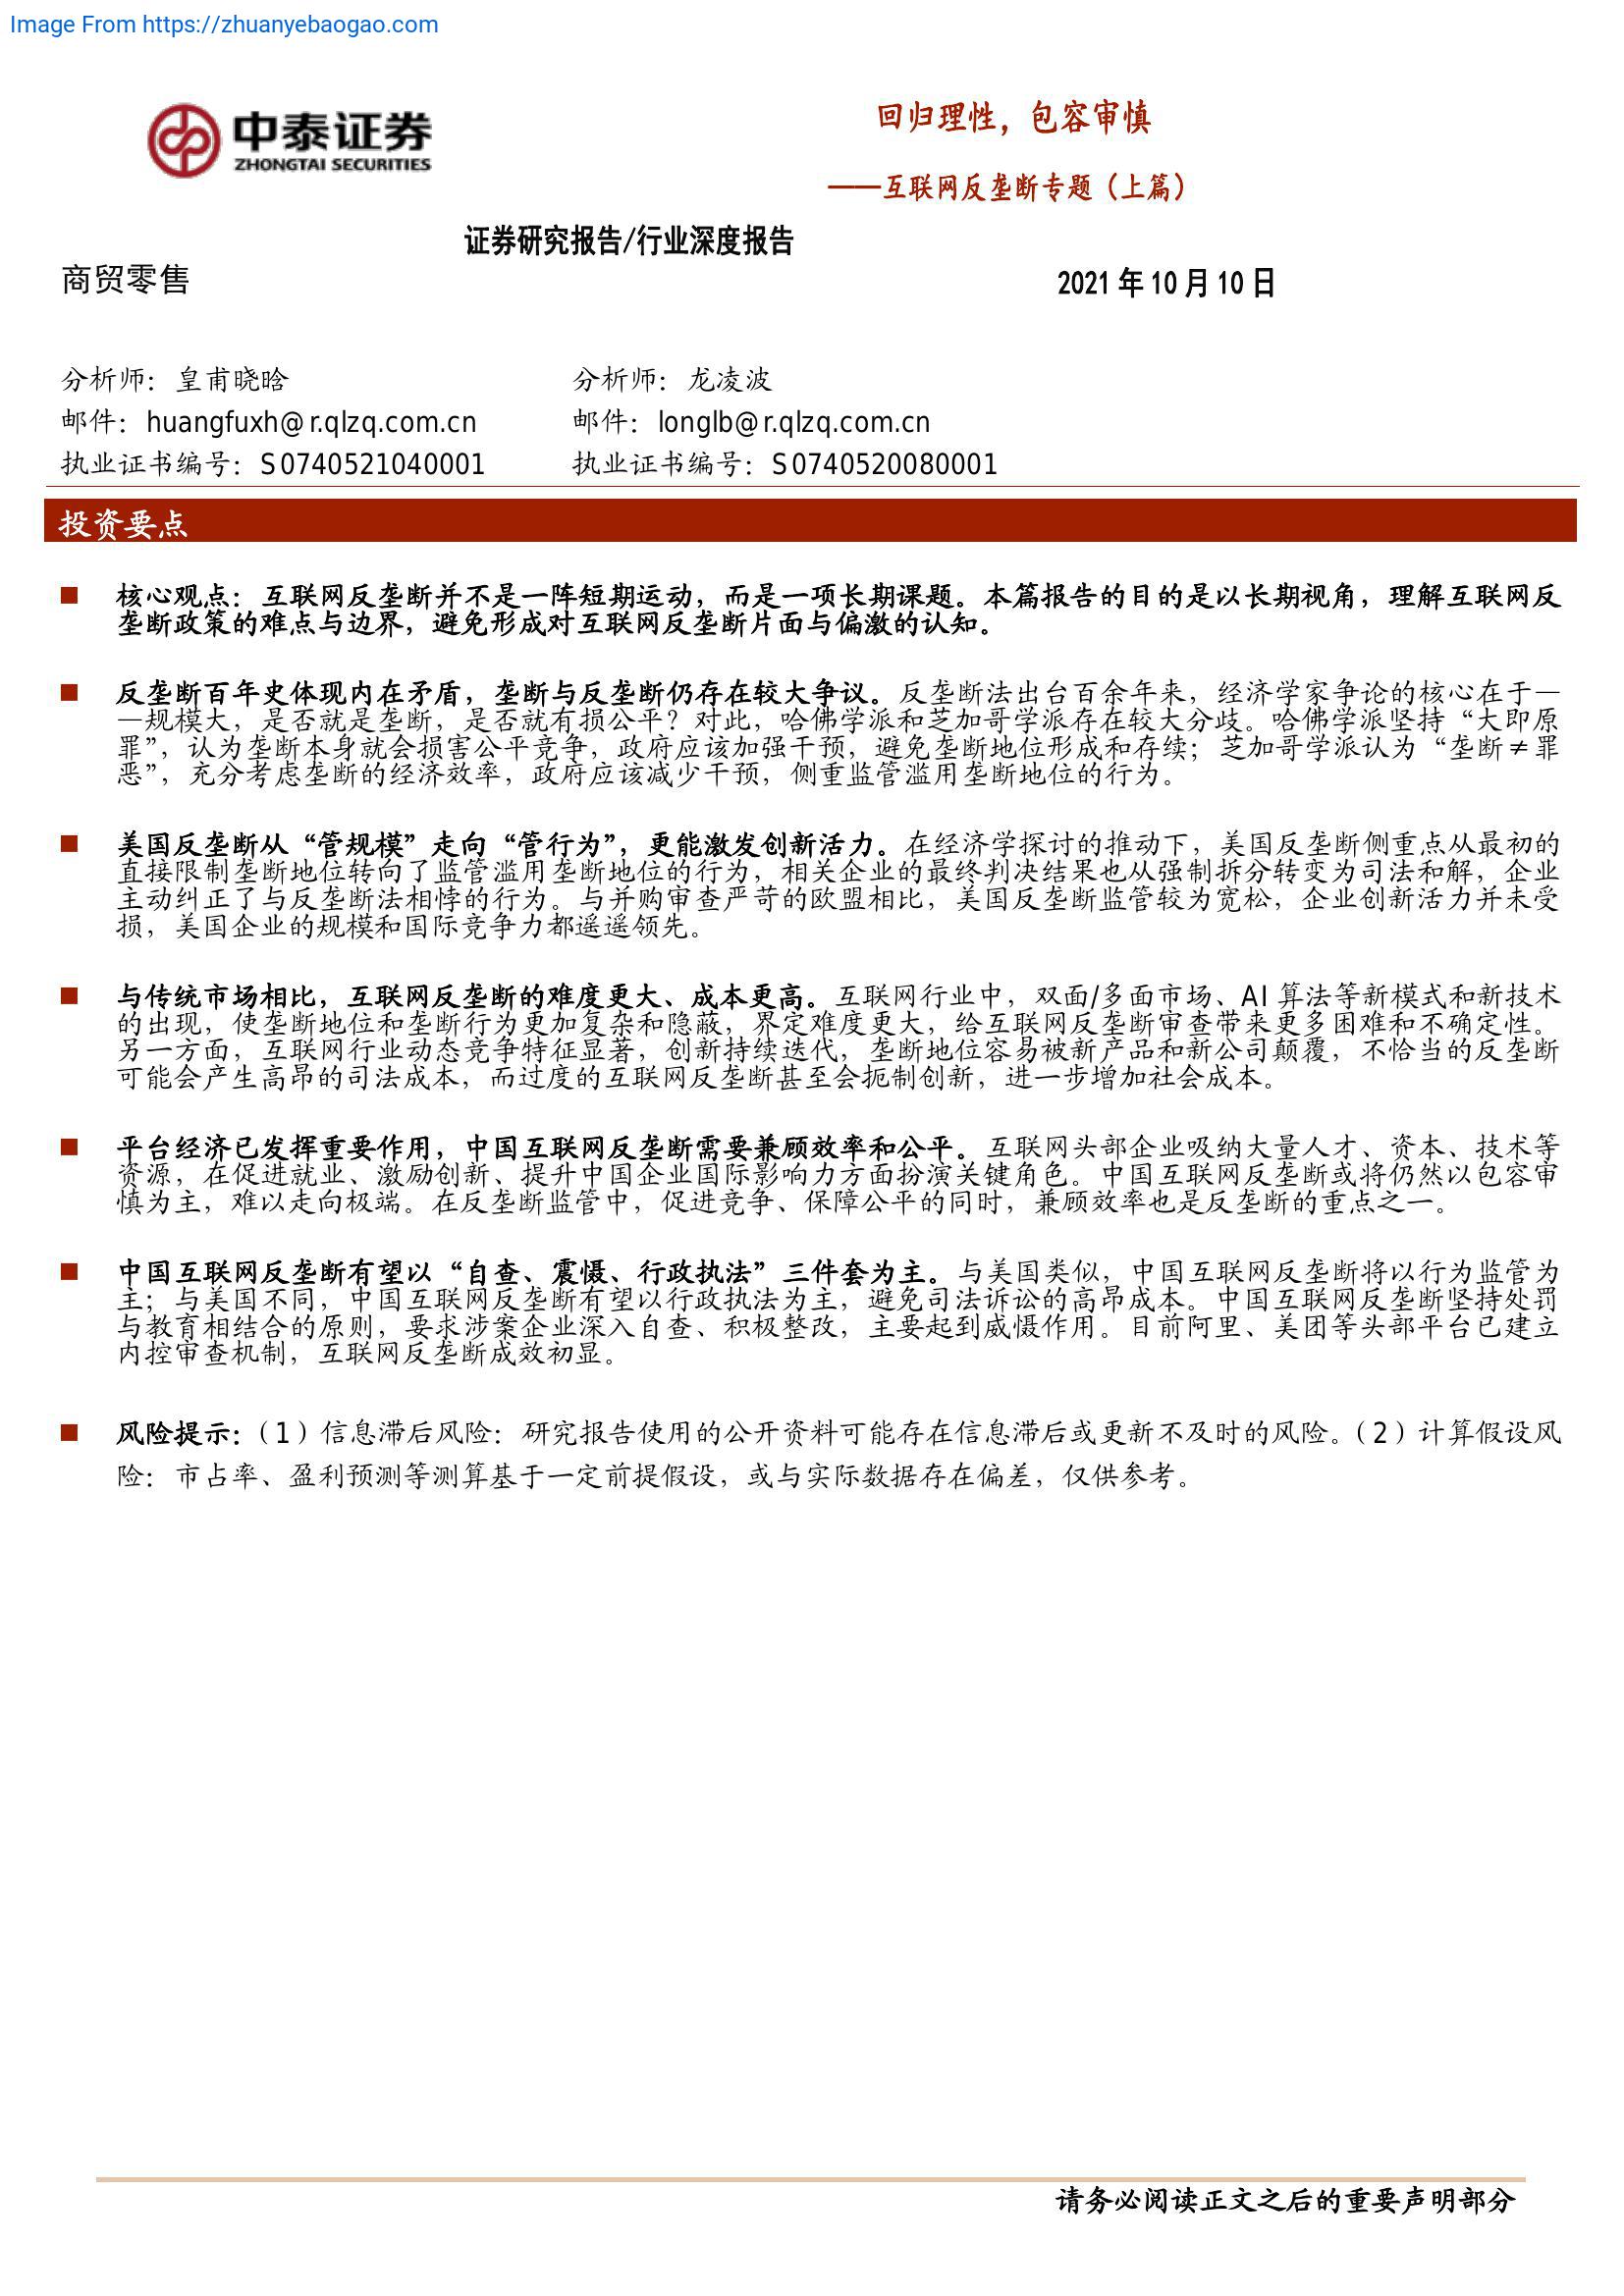 Image From https://zhuanyebaogao.com
中泰证券
ZHONGTAI SECURITIES
回归理性，包容审慎
——互联网反垄断专题（上篇）
证券研究报告/行业深度报告
商贸零售
2021 年 10 月 10 日
分析师：皇甫晓晗
分析师：龙凌波
邮件：huangfuxh@r.qlzq.com.cn
邮件：longlb@r.qlzq.com.cn
执业证书编号：S0740521040001
执业证书编号：S0740520080001
投资要点
核心观点：互联网反垄断并不是一阵短期运动，而是一项长期课题。本篇报告的目的是以长期视角，理解互联网反
垄断政策的难点与边界，避免形成对互联网反垄断片面与偏激的认知。
反垄断百年史体现内在矛盾，垄断与反垄断仍存在较大争议。反垄断法出台百余年来，经济学家争论的核心在于—
—规模大，是否就是垄断，是否就有损公平？对此，哈佛学派和芝加哥学派存在较大分歧。哈佛学派坚持“大即原
罪”，认为垄断本身就会损害公平竞争，政府应该加强干预，避免垄断地位形成和存续；芝加哥学派认为“垄断≠罪
恶”，充分考虑垄断的经济效率，政府应该减少干预，侧重监管滥用垄断地位的行为。
美国反垄断从“管规模”走向“管行为”，更能激发创新活力。在经济学探讨的推动下，美国反垄断侧重点从最初的
直接限制垄断地位转向了监管滥用垄断地位的行为，相关企业的最终判决结果也从强制拆分转变为司法和解，企业
主动纠正了与反垄断法相悖的行为。与并购审查严苛的欧盟相比，美国反垄断监管较为宽松，企业创新活力并未受
损，美国企业的规模和国际竞争力都遥遥领先。
与传统市场相比，互联网反垄断的难度更大、成本更高。互联网行业中，双面/多面市场、AI 算法等新模式和新技术
的出现，使垄断地位和垄断行为更加复杂和隐蔽，界定难度更大，给互联网反垄断审查带来更多困难和不确定性。
另一方面，互联网行业动态竞争特征显著，创新持续迭代，垄断地位容易被新产品和新公司颠覆，不恰当的反垄断
可能会产生高昂的司法成本，而过度的互联网反垄断甚至会扼制创新，进一步增加社会成本。
平台经济已发挥重要作用，中国互联网反垄断需要兼顾效率和公平。互联网头部企业吸纳大量人才、资本、技术等
资源，在促进就业、激励创新、提升中国企业国际影响力方面扮演关键角色。中国互联网反垄断或将仍然以包容审
慎为主，难以走向极端。在反垄断监管中，促进竞争、保障公平的同时，兼顾效率也是反垄断的重点之一。
中国互联网反垄断有望以“自查、震慑、行政执法”三件套为主。与美国类似，中国互联网反垄断将以行为监管为
主；与美国不同，中国互联网反垄断有望以行政执法为主，避免司法诉讼的高昂成本。中国互联网反垄断坚持处罚
与教育相结合的原则，要求涉案企业深入自查、积极整改，主要起到威慑作用。目前阿里、美团等头部平台已建立
内控审查机制，互联网反垄断成效初显。
风险提示：（1）信息滞后风险：研究报告使用的公开资料可能存在信息滞后或更新不及时的风险。（2）计算假设风
险：市占率、盈利预测等测算基于一定前提假设，或与实际数据存在偏差，仅供参考。
请务必阅读正文之后的重要声明部分